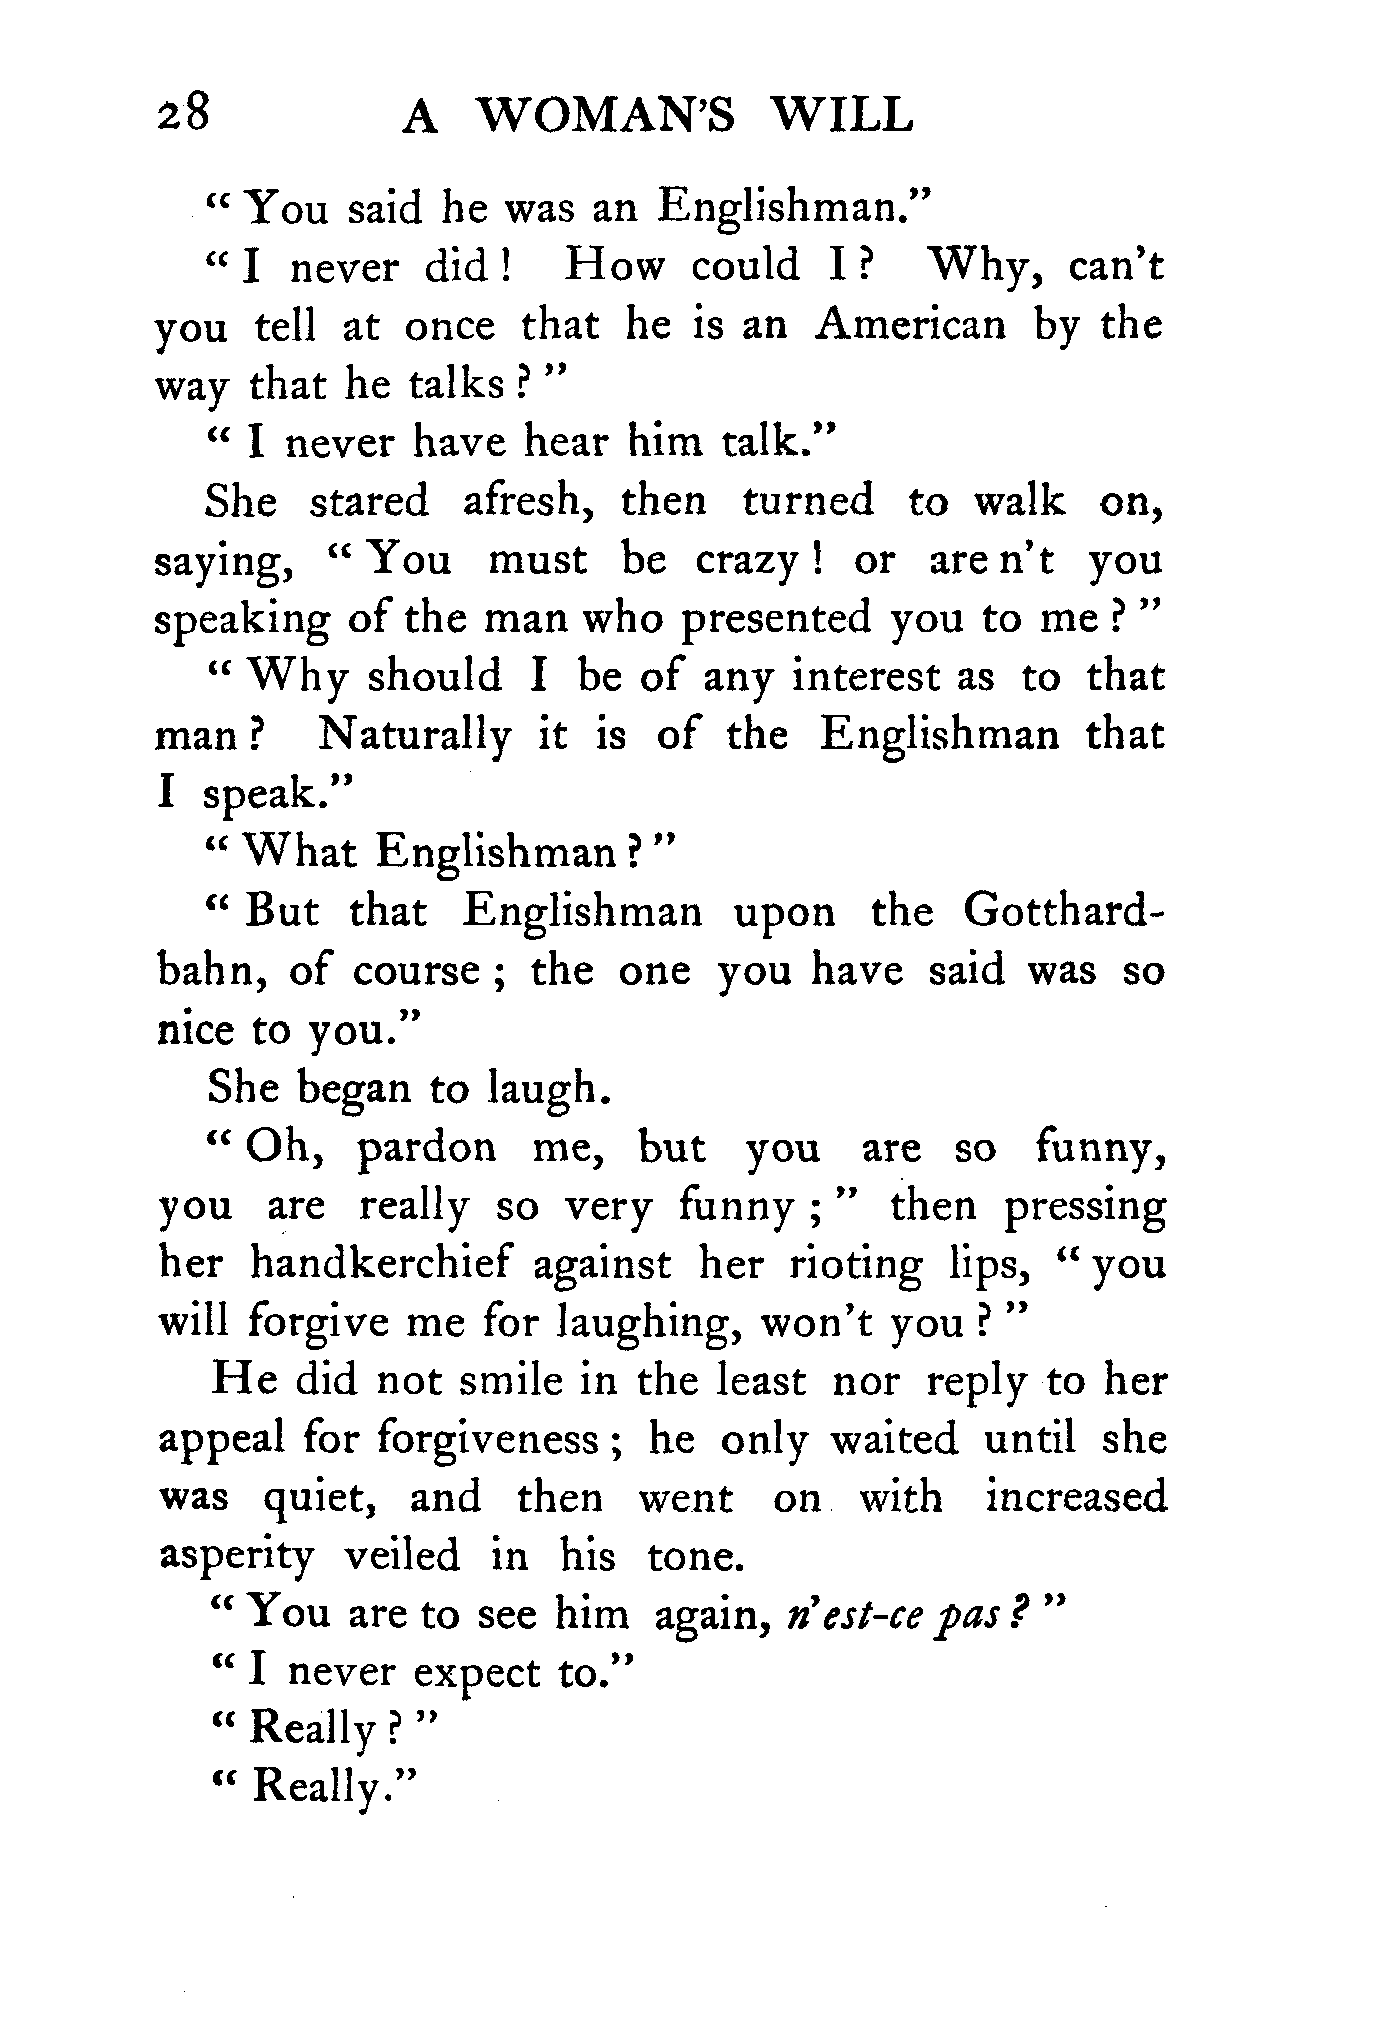 28 A WOMAN'S WILL
“ You said he was an Englishman.”
“ I never did ! How could I ? Why, can't
you tell at once that he is an American by the
way that he talks ? ”
“ I never have hear him talk.”
She stared afresh, then turned to walk on,
saying, “ You must be crazy ! or are n't you
speaking of the man who presented you to me ? ”
“ Why should I be of any interest as to that
man ? Naturally it is of the Englishman that
I speak.”
“ What Englishman ? ”
“ But that Englishman upon the Gotthard-
bahn, of course ; the one you have said was so
nice to you.”
She began to laugh.
“ Oh, pardon me, but you are so funny,
you are really so very funny ; ” then pressing
her handkerchief against her rioting lips, “ you
will forgive me for laughing, won't you ? ”
He did not smile in the least nor reply to her
appeal for forgiveness ; he only waited until she
was quiet, and then went on with increased
asperity veiled in his tone.
“ You are to see him again, n'est-ce pas ? ”
“ I never expect to.”
“ Really ? ”
“ Really.”